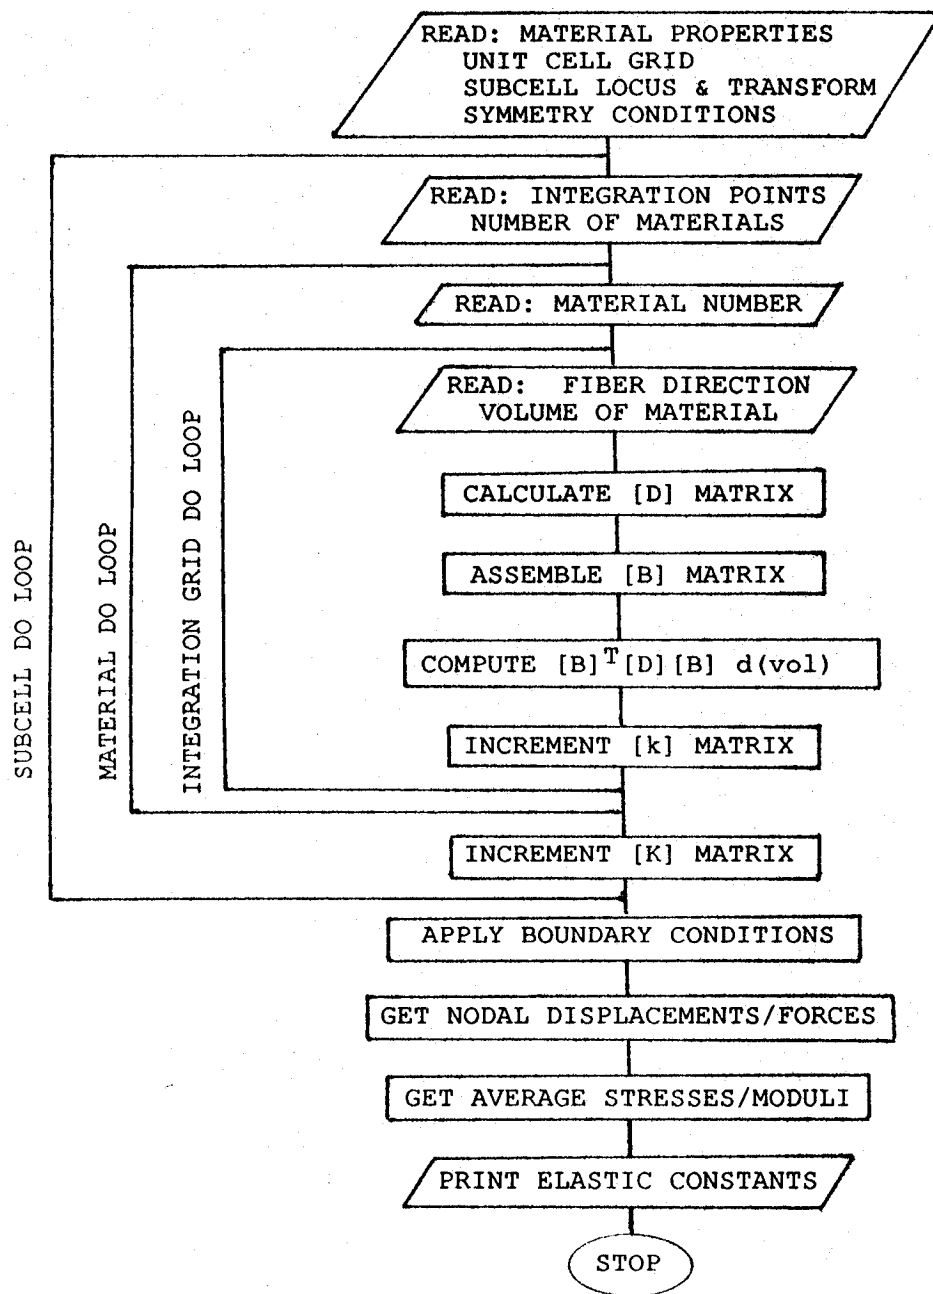 READ: MATERIAL PROPERTIES
UNIT CELL GRID
SUBCELL LOCUS & TRANSFORM
SYMMETRY CONDITIONS
READ: INTEGRATION POINTS
NUMBER OF MATERIALS
READ: MATERIAL NUMBER
READ: FIBER DIRECTION
VOLUME OF MATERIAL
CALCULATE [D] MATRIX
ASSEMBLE [B] MATRIX
COMPUTE [B]ᵀ[D][B] d(vol)
INCREMENT [k] MATRIX
INCREMENT [K] MATRIX
APPLY BOUNDARY CONDITIONS
GET NODAL DISPLACEMENTS/FORCES
GET AVERAGE STRESSES/MODULI
PRINT ELASTIC CONSTANTS
STOP
SUBCELL DO LOOP
MATERIAL DO LOOP
INTEGRATION GRID DO LOOP